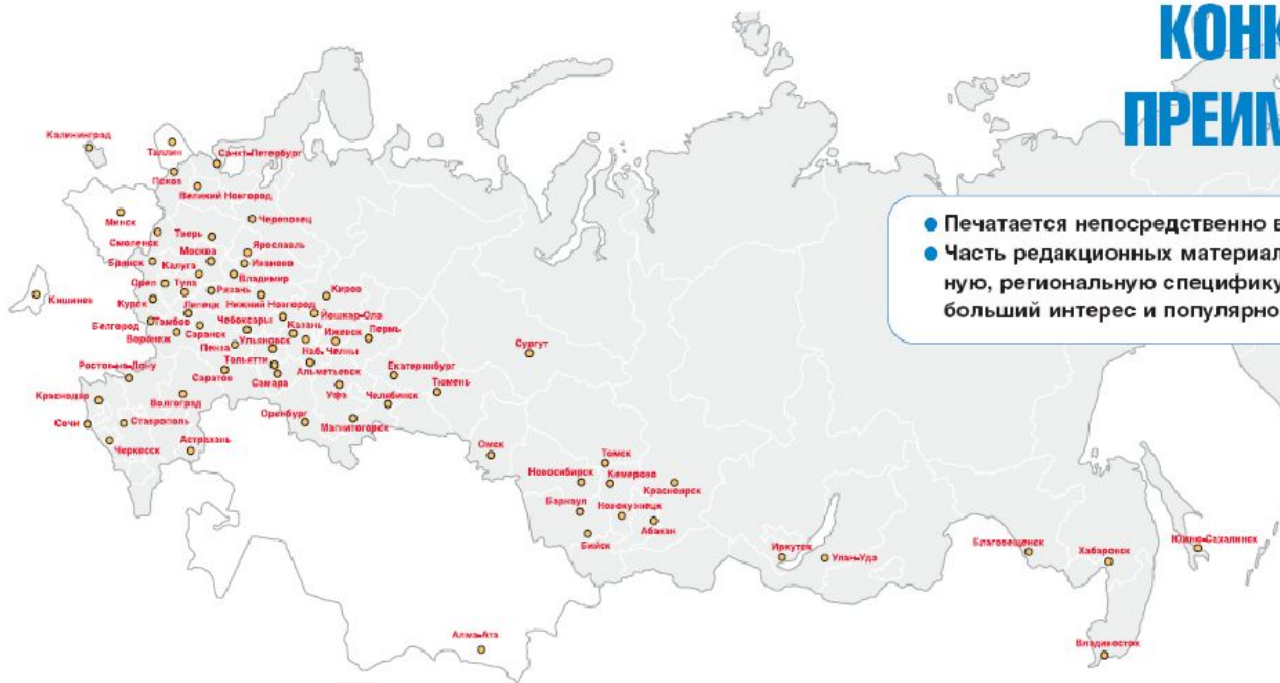 КОНК
ПРЕИМ
Печатается непосредственно в
Часть редакционных материал
ную, региональную специфику
больший интерес и популярно
Калининград
Таллин
Санкт-Петербург
Псков
Великий Новгород
Минск
Череповец
Смоленск
Тверь
Ярославль
Москва
Брянск
Калуга
Иваново
Владимир
Орел
Тула
Рязань
Кишинев
Курск
Липецк
Нижний Новгород
Киров
Белгород
Тамбов
Чебоксары
Йошкар-Ола
Воронеж
Саранск
Казань
Ижевск
Пермь
Пенза
Ульяновск
Наб. Челны
Сургут
Ростов-на-Дону
Тольятти
Альметьевск
Екатеринбург
Саратов
Самара
Уфа
Тюмень
Краснодар
Волгоград
Челябинск
Сочи
Ставрополь
Оренбург
Магнитогорск
Черкесск
Астрахань
Омск
Томск
Новосибирск
Кемерово
Красноярск
Барнаул
Новокузнецк
Абакан
Бийск
Иркутск
Улан-Удэ
Благовещенск
Хабаровск
Южно-Сахалинск
Алма-Ата
Владивосток